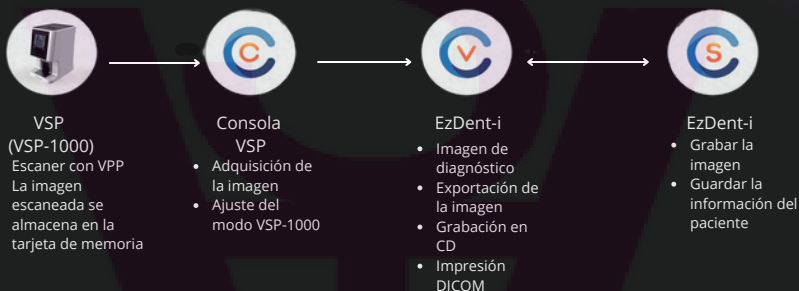 C
V
S
VSP
(VSP-1000)
Escaner con VPP
La imagen
escaneada se
almacena en la
tarjeta de memoria
Consola
VSP
• Adquisición de
la imagen
• Ajuste del
modo VSP-1000
EzDent-i
• Imagen de
diagnóstico
• Exportación de
la imagen
• Grabación en
CD
• Impresión
DICOM
EzDent-i
• Grabar la
imagen
• Guardar la
información del
paciente